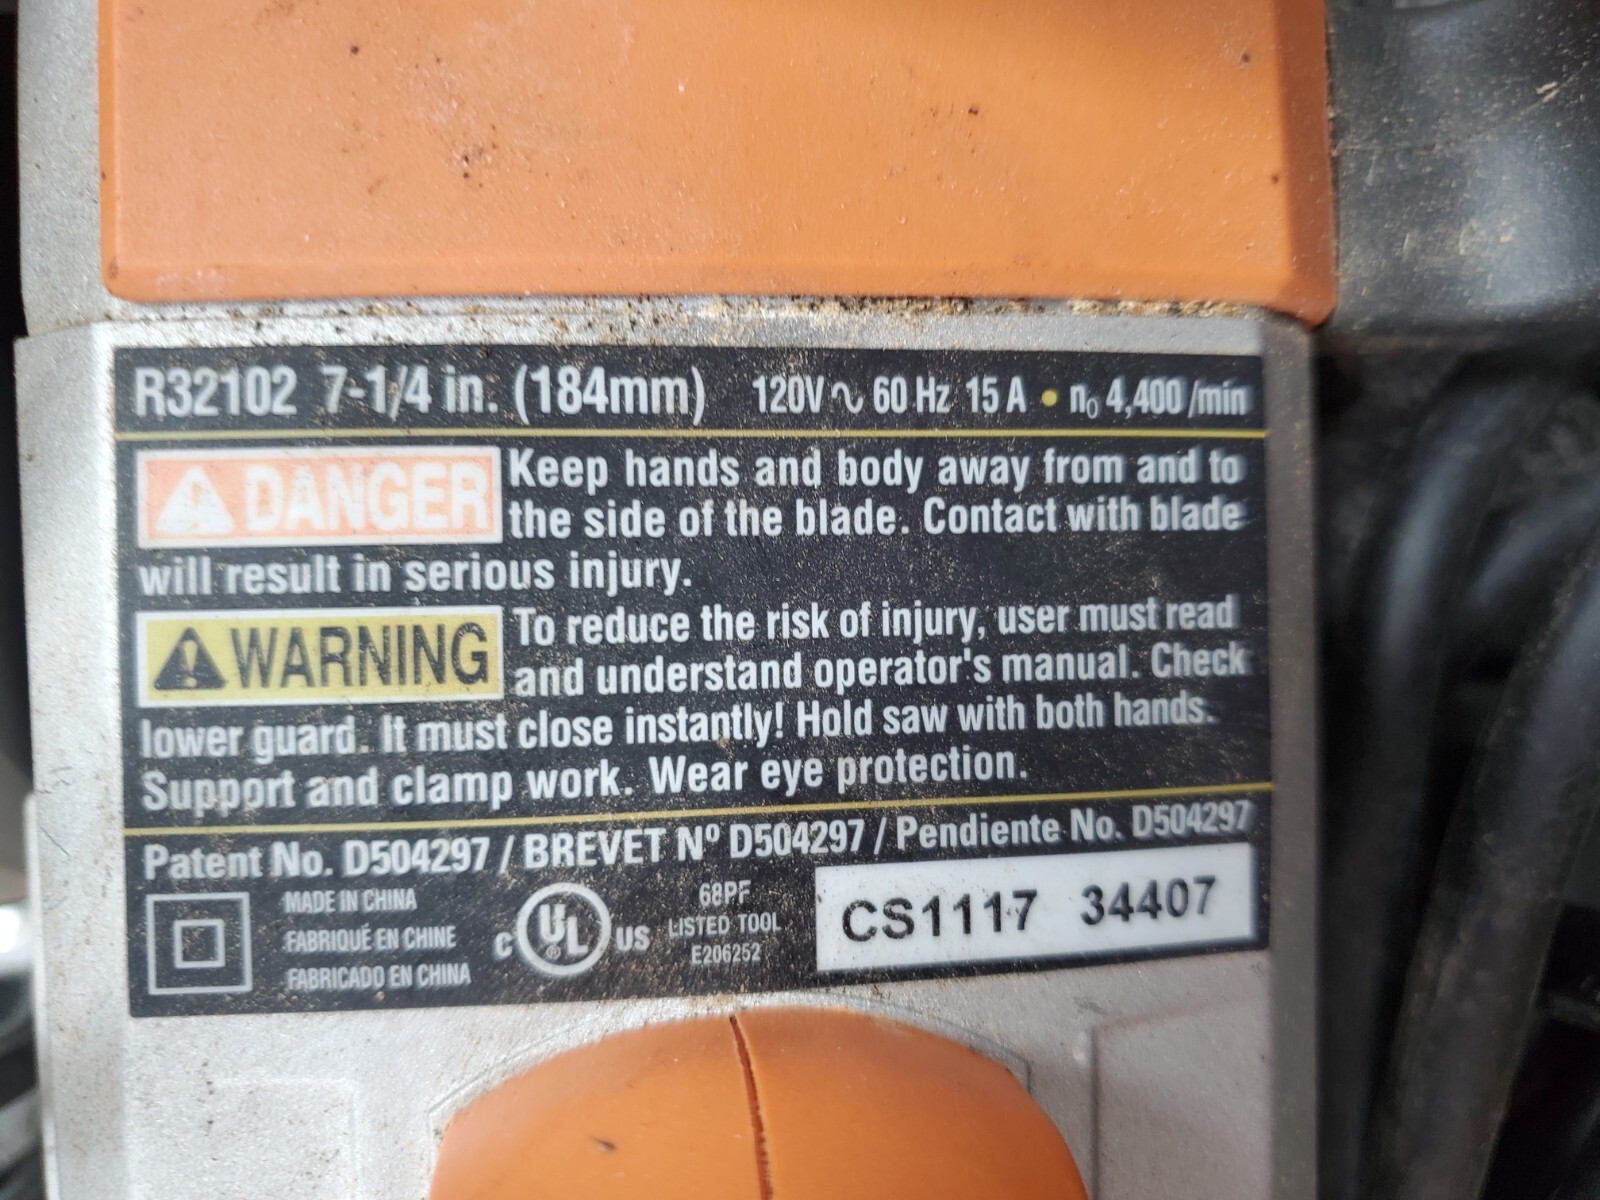 R32102 7-1/4 in. (184mm) 120V ∿ 60 Hz 15 A • n₀ 4,400 /min
DANGER Keep hands and body away from and to
the side of the blade. Contact with blade
will result in serious injury.
WARNING To reduce the risk of injury, user must read
and understand operator's manual. Check
lower guard. It must close instantly! Hold saw with both hands.
Support and clamp work. Wear eye protection.
Patent No. D504297 / BREVET Nº D504297 / Pendiente No. D504297
MADE IN CHINA
FABRIQUÉ EN CHINE
FABRICADO EN CHINA
C UL ® US
68PF
LISTED TOOL
E206252
CS1117 34407